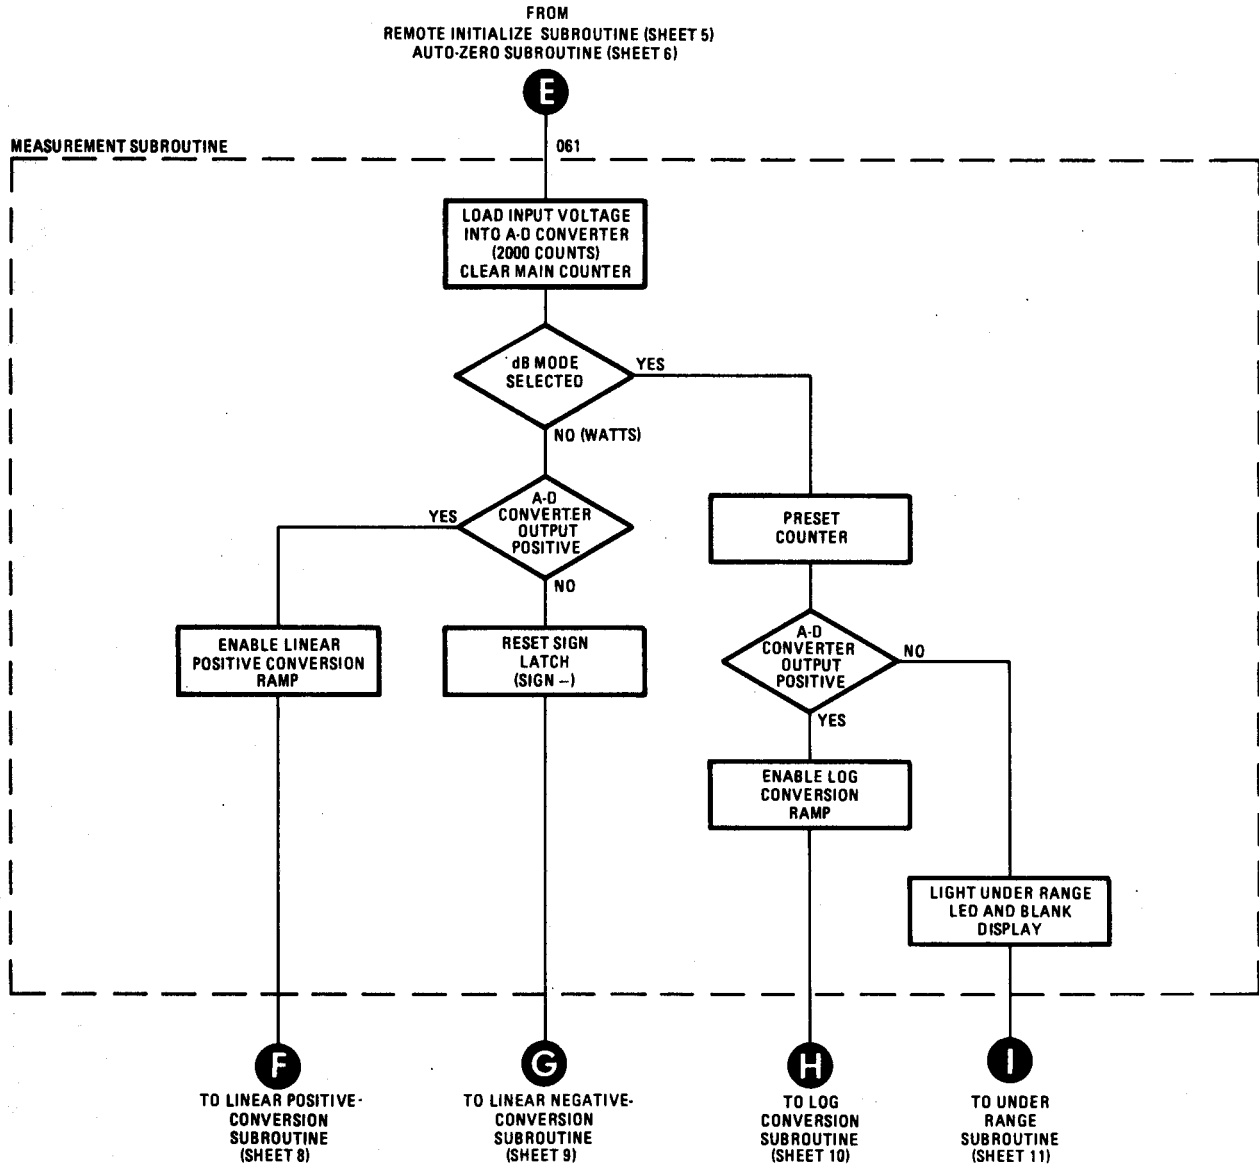 FROM
REMOTE INITIALIZE SUBROUTINE (SHEET 5)
AUTO-ZERO SUBROUTINE (SHEET 6)
E
MEASUREMENT SUBROUTINE
061
LOAD INPUT VOLTAGE
INTO A-D CONVERTER
(2000 COUNTS)
CLEAR MAIN COUNTER
dB MODE
SELECTED
YES
NO (WATTS)
A-D
CONVERTER
OUTPUT
POSITIVE
YES
NO
PRESET
COUNTER
ENABLE LINEAR
POSITIVE CONVERSION
RAMP
RESET SIGN
LATCH
(SIGN –)
A-D
CONVERTER
OUTPUT
POSITIVE
NO
YES
ENABLE LOG
CONVERSION
RAMP
LIGHT UNDER RANGE
LED AND BLANK
DISPLAY
F
TO LINEAR POSITIVE-
CONVERSION
SUBROUTINE
(SHEET 8)
G
TO LINEAR NEGATIVE-
CONVERSION
SUBROUTINE
(SHEET 9)
H
TO LOG
CONVERSION
SUBROUTINE
(SHEET 10)
I
TO UNDER
RANGE
SUBROUTINE
(SHEET 11)